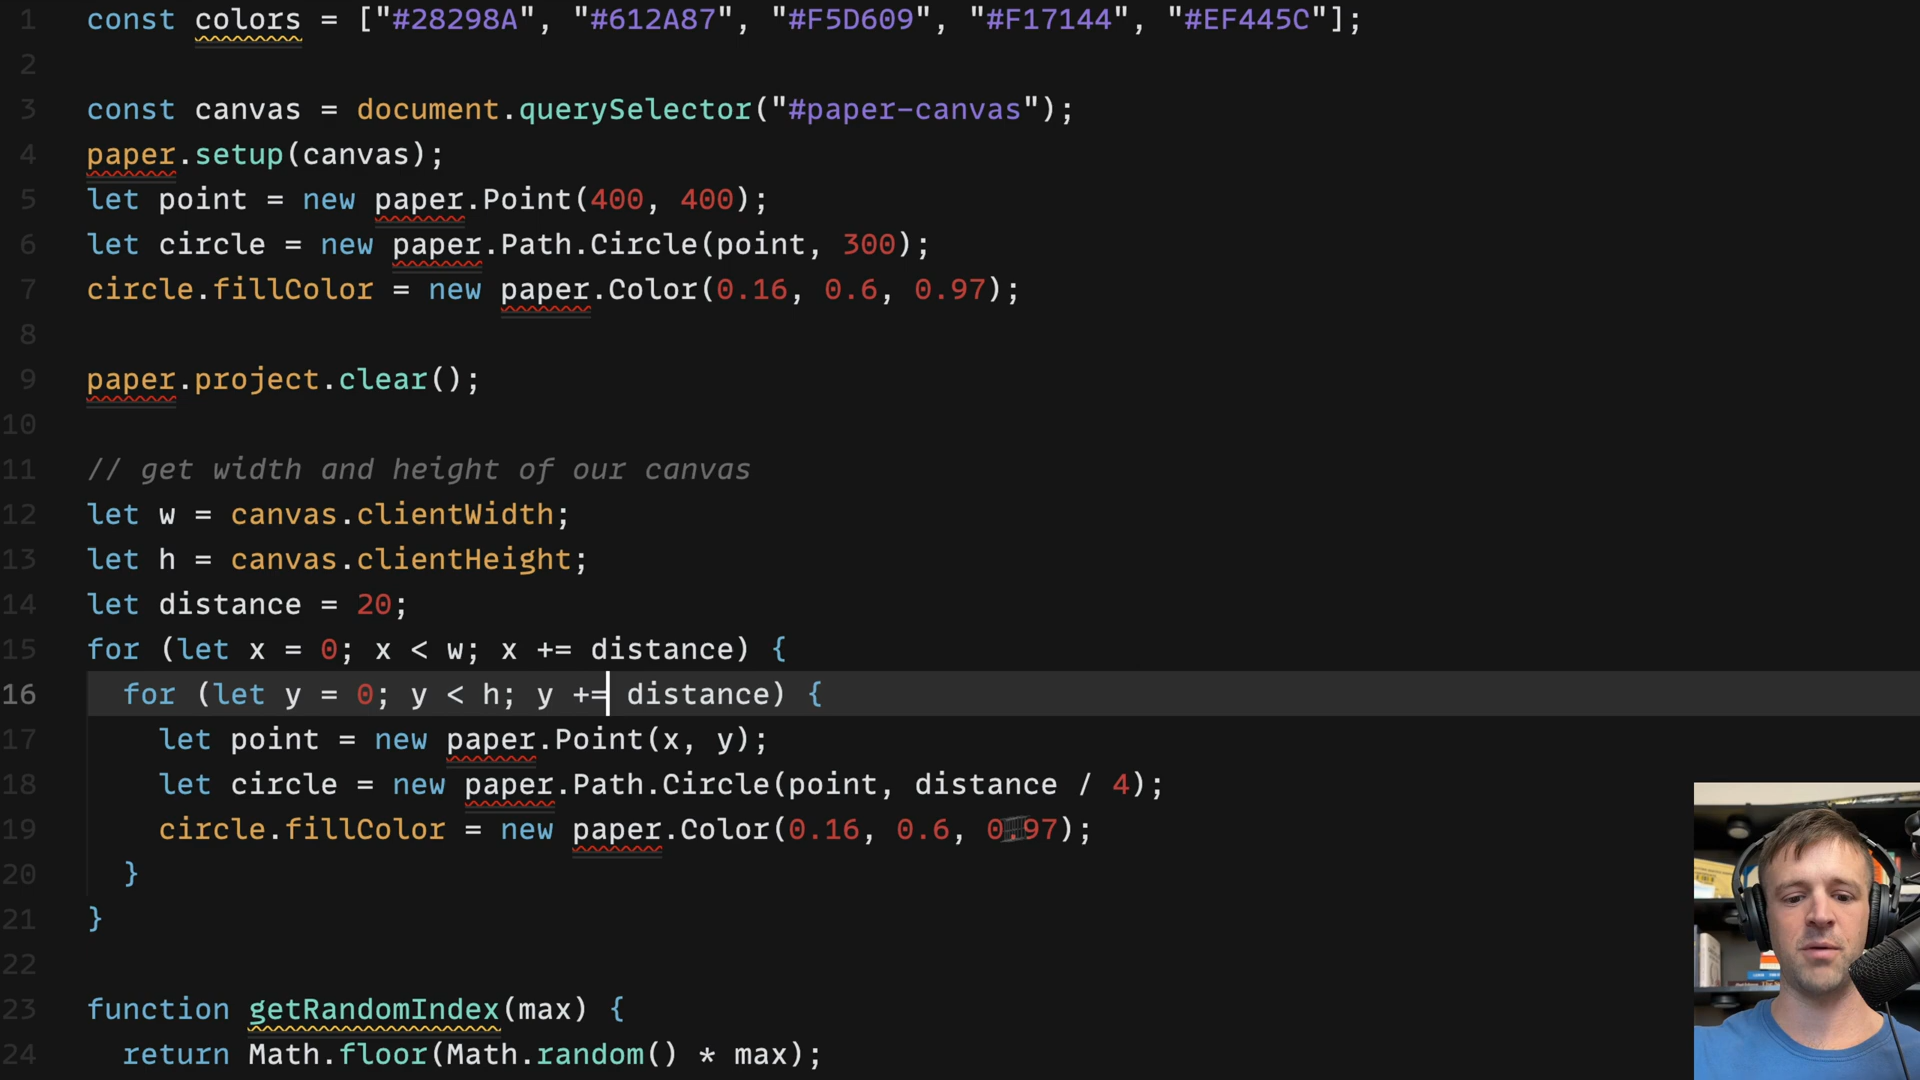 1 const colors = ["#28298A", "#612A87", "#F5D609", "#F17144", "#EF445C"];
2
3 const canvas = document.querySelector("#paper-canvas");
4 paper.setup(canvas);
5 let point = new paper.Point(400, 400);
6 let circle = new paper.Path.Circle(point, 300);
7 circle.fillColor = new paper.Color(0.16, 0.6, 0.97);
8
9 paper.project.clear();
10
11 // get width and height of our canvas
12 let w = canvas.clientWidth;
13 let h = canvas.clientHeight;
14 let distance = 20;
15 for (let x = 0; x < w; x += distance) {
16 for (let y = 0; y < h; y += distance) {
17 let point = new paper.Point(x, y);
18 let circle = new paper.Path.Circle(point, distance / 4);
19 circle.fillColor = new paper.Color(0.16, 0.6, 0.97);
20 }
21 }
22
23 function getRandomIndex(max) {
24 return Math.floor(Math.random() * max);